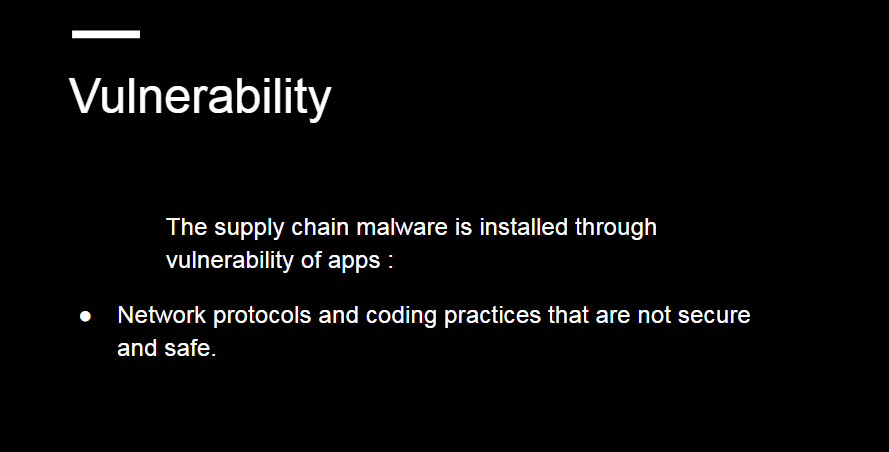 Vulnerability
The supply chain malware is installed through
vulnerability of apps :
● Network protocols and coding practices that are not secure
and safe.